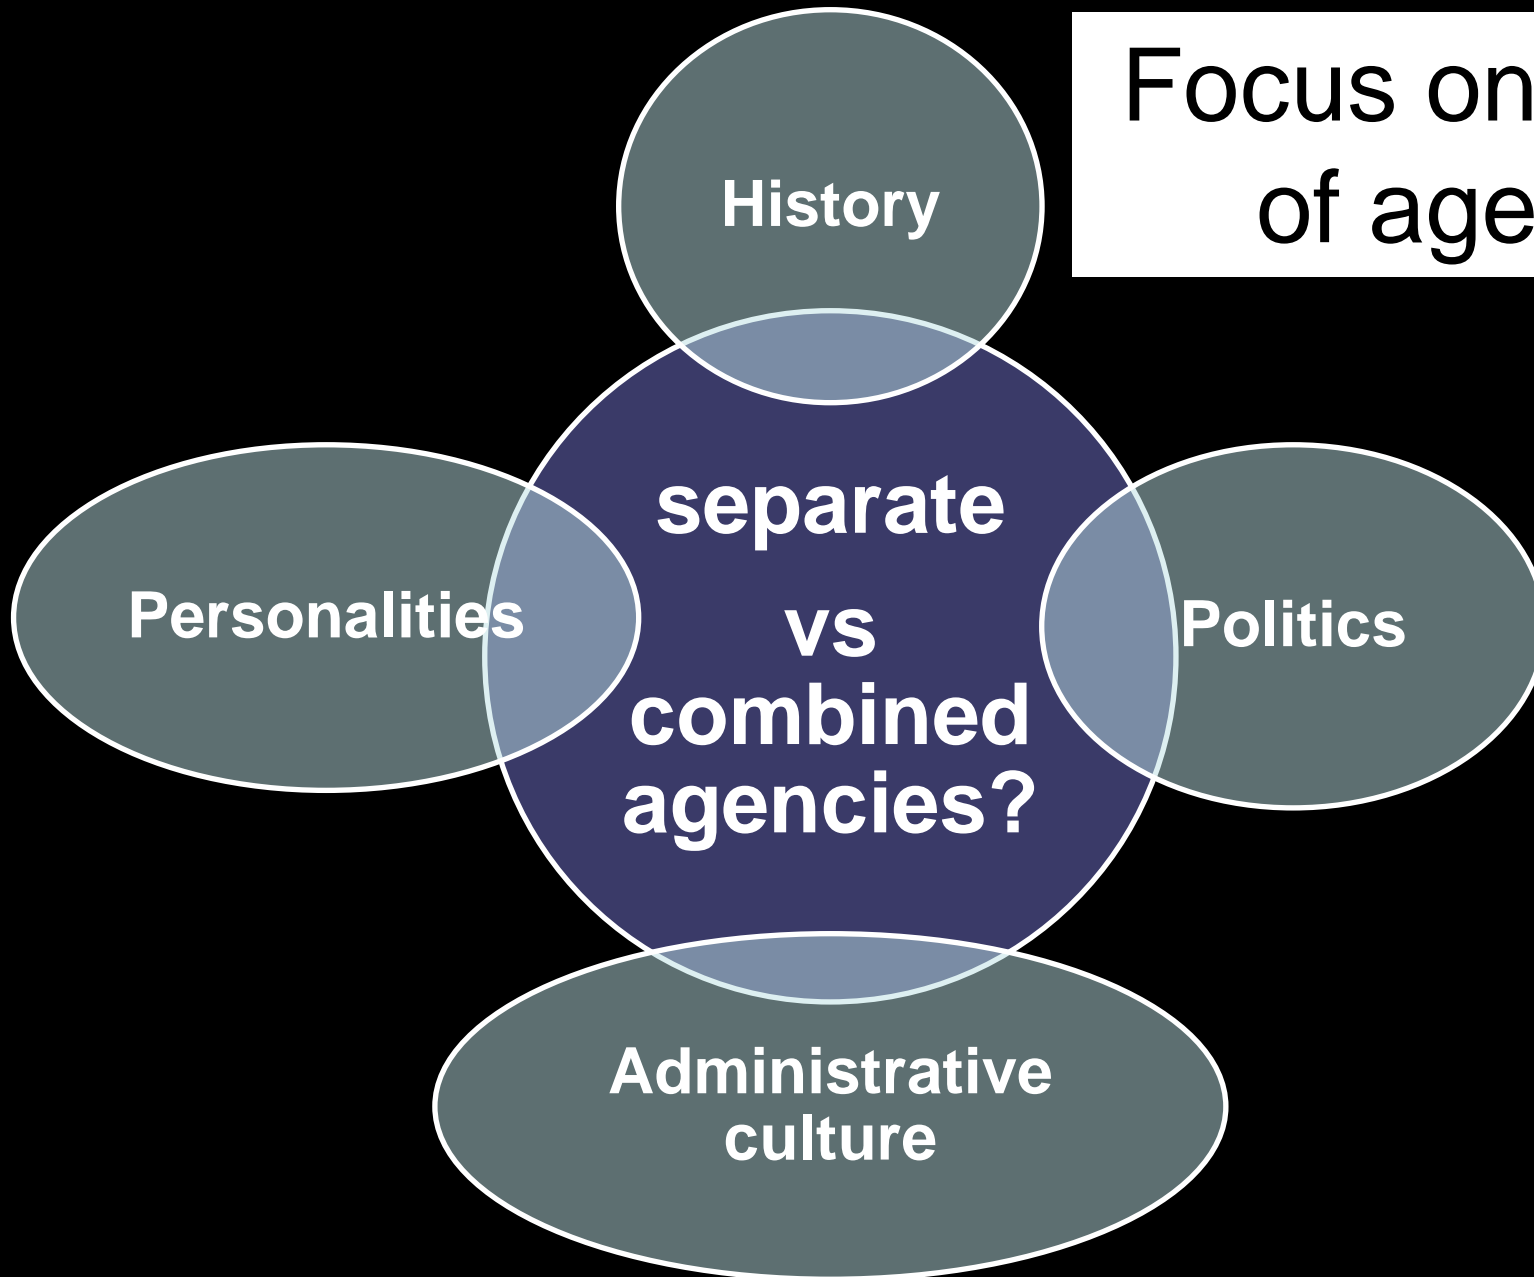 Focus on
of age
History
separate
vs
combined
agencies?
Personalities
Politics
Administrative
culture